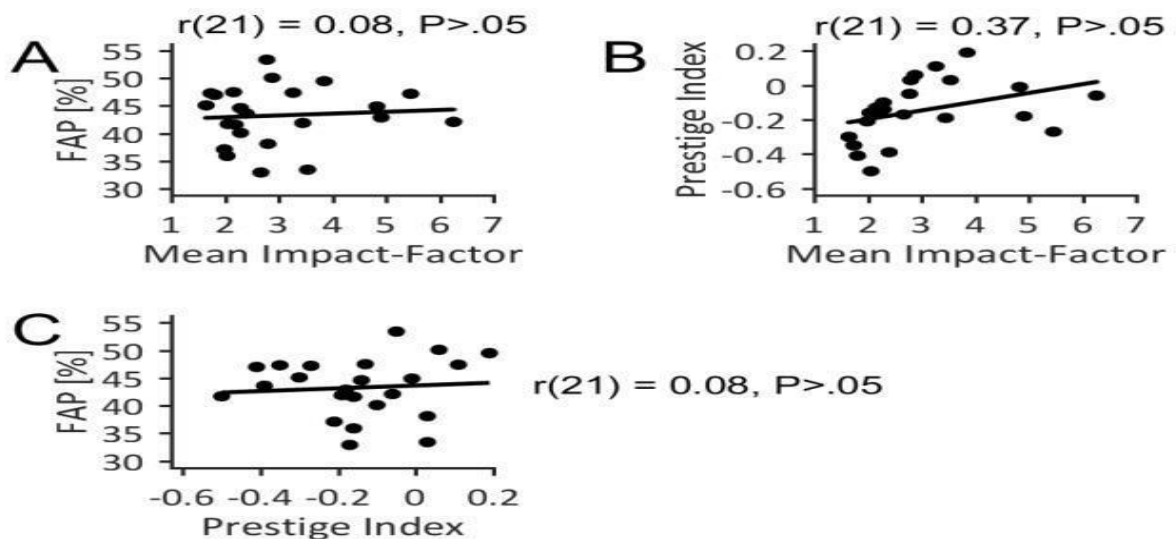 A
r(21) = 0.08, P>.05
FAP [%]
55
50
45
40
35
30
1 2 3 4 5 6 7
Mean Impact-Factor
B
r(21) = 0.37, P>.05
Prestige Index
0.2
0
-0.2
-0.4
-0.6
1 2 3 4 5 6 7
Mean Impact-Factor
C
FAP [%]
55
50
45
40
35
30
r(21) = 0.08, P>.05
-0.6 -0.4 -0.2 0 0.2
Prestige Index